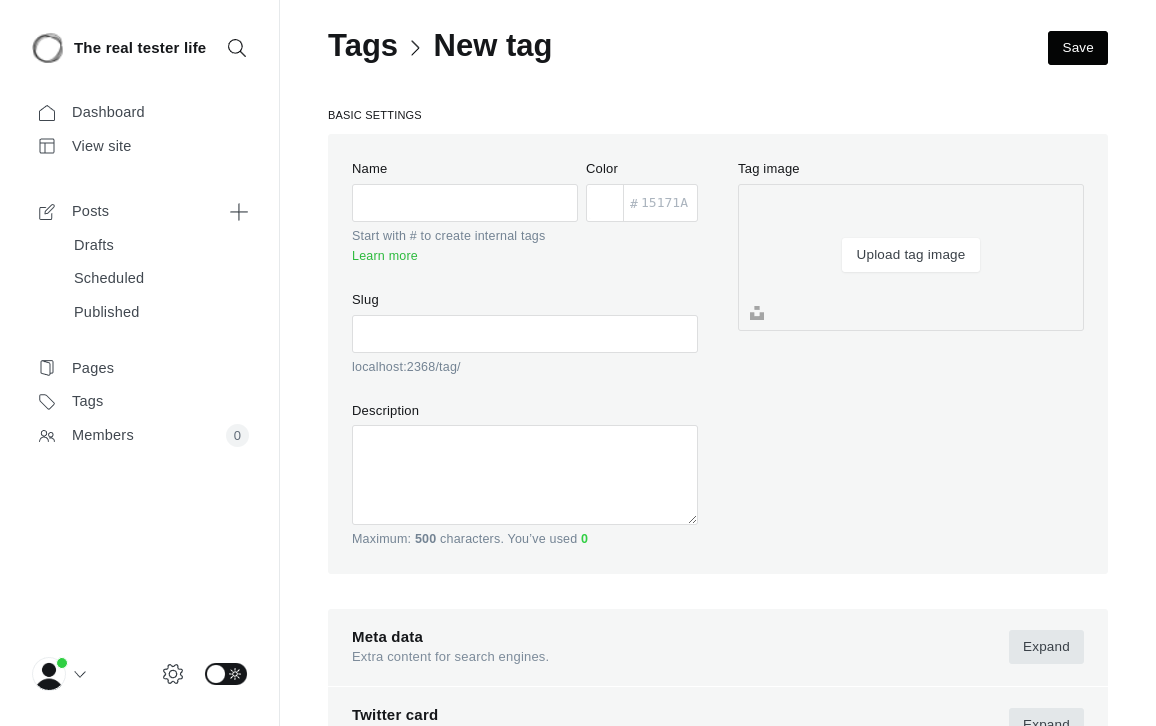 The real tester life
Dashboard
View site
Posts
Drafts
Scheduled
Published
Pages
Tags
Members
0
Tags > New tag
Save
BASIC SETTINGS
Name
Color
# 15171A
Start with # to create internal tags
Learn more
Slug
localhost:2368/tag/
Description
Maximum: 500 characters. You’ve used 0
Tag image
Upload tag image
Meta data
Extra content for search engines.
Expand
Twitter card
Expand